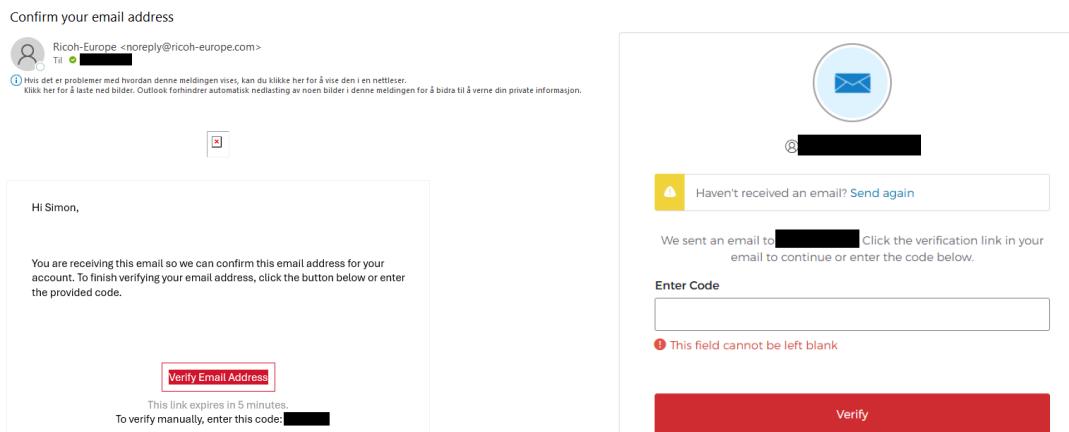 Confirm your email address
Ricoh-Europe <noreply@ricoh-europe.com>
Til
Hvis det er problemer med hvordan denne meldingen vises, kan du klikke her for å vise den i en nettleser.
Klikk her for å laste ned bilder. Outlook forhindrer automatisk nedlasting av noen bilder i denne meldingen for å bidra til å verne din private informasjon.
Hi Simon,
You are receiving this email so we can confirm this email address for your
account. To finish verifying your email address, click the button below or enter
the provided code.
Verify Email Address
This link expires in 5 minutes.
To verify manually, enter this code:
Haven't received an email? Send again
We sent an email to Click the verification link in your
email to continue or enter the code below.
Enter Code
This field cannot be left blank
Verify